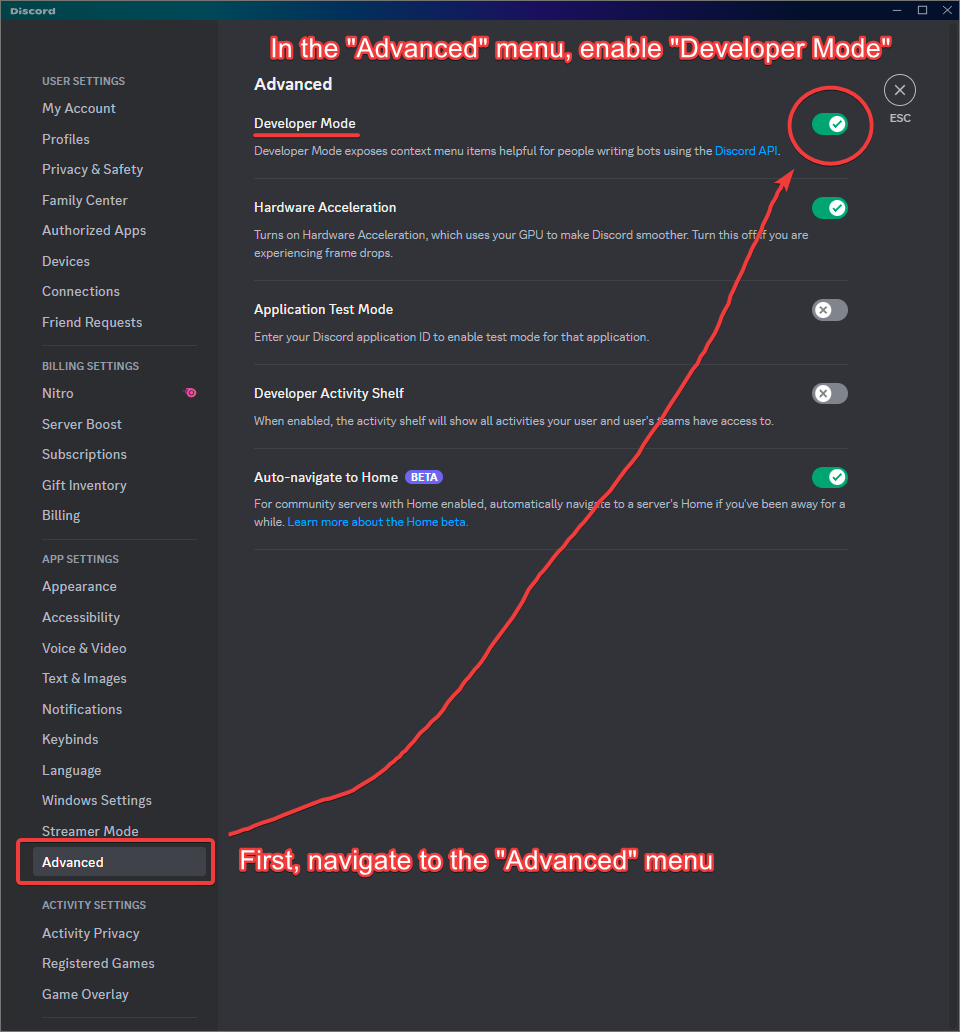 Discord
In the "Advanced" menu, enable "Developer Mode"
USER SETTINGS
My Account
Profiles
Privacy & Safety
Family Center
Authorized Apps
Devices
Connections
Friend Requests
BILLING SETTINGS
Nitro
Server Boost
Subscriptions
Gift Inventory
Billing
APP SETTINGS
Appearance
Accessibility
Voice & Video
Text & Images
Notifications
Keybinds
Language
Windows Settings
Streamer Mode
Advanced
ACTIVITY SETTINGS
Activity Privacy
Registered Games
Game Overlay
Advanced
ESC
Developer Mode
Developer Mode exposes context menu items helpful for people writing bots using the Discord API.
Hardware Acceleration
Turns on Hardware Acceleration, which uses your GPU to make Discord smoother. Turn this off if you are
experiencing frame drops.
Application Test Mode
Enter your Discord application ID to enable test mode for that application.
Developer Activity Shelf
When enabled, the activity shelf will show all activities your user and user's teams have access to.
Auto-navigate to Home BETA
For community servers with Home enabled, automatically navigate to a server's Home if you've been away for a
while. Learn more about the Home beta.
First, navigate to the "Advanced" menu